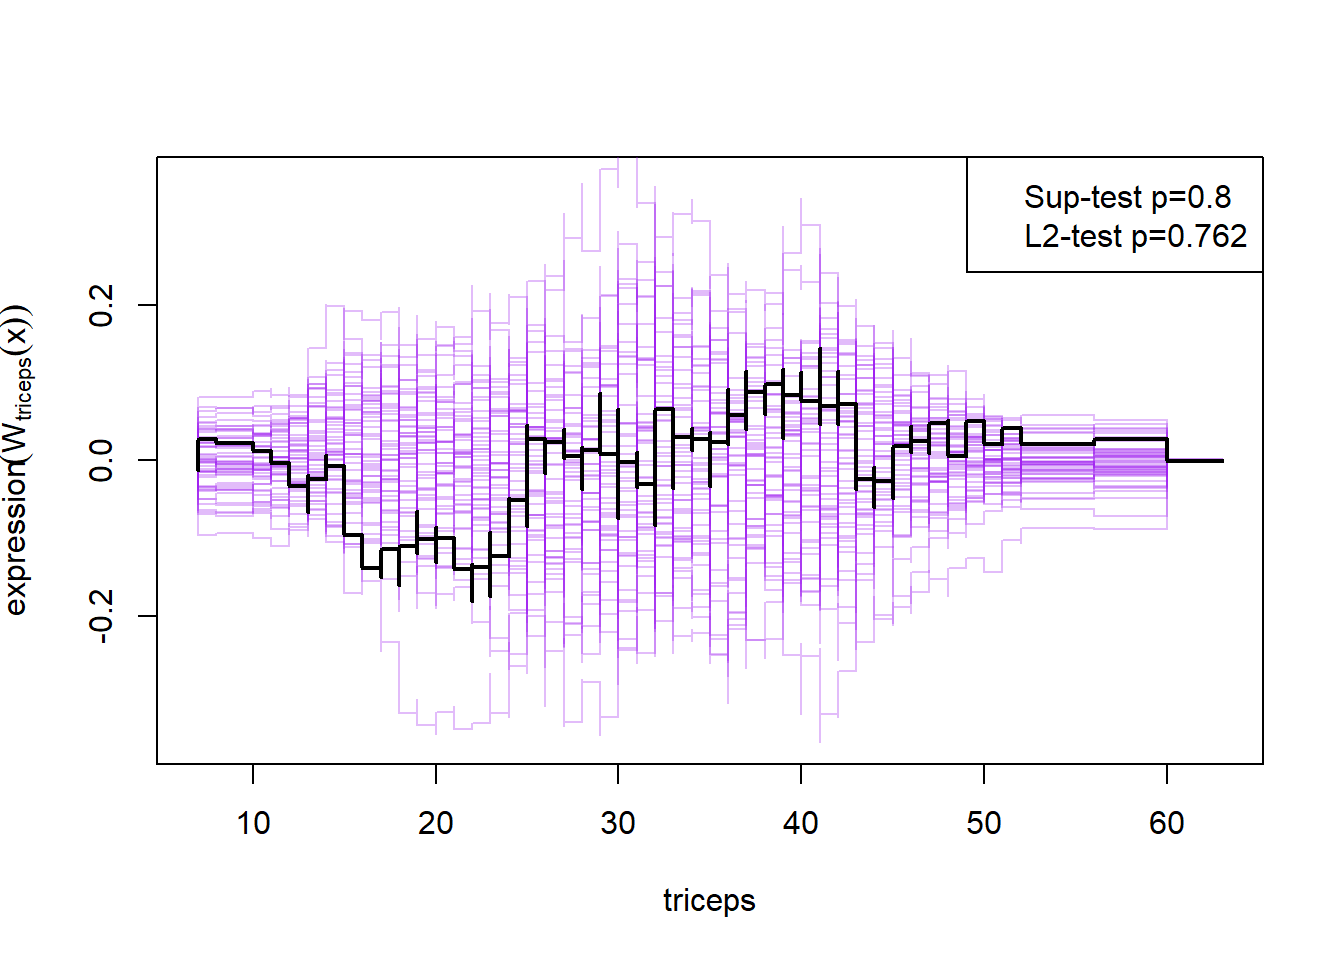 Sup-test p=0.8
L2-test p=0.762
expression(W_triceps(x))
0.2
0.0
-0.2
10 20 30 40 50 60
triceps